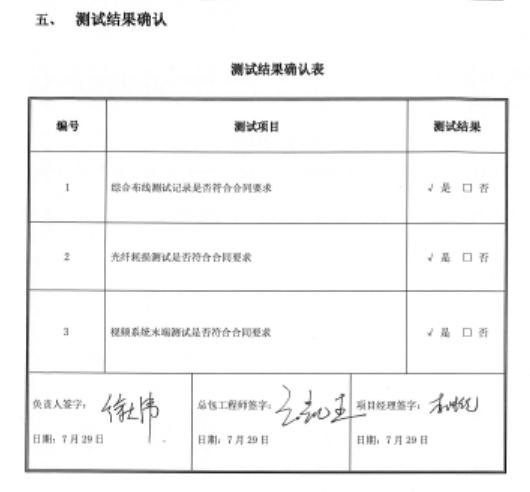 五、 测试结果确认
测试结果确认表
编号 测试项目 测试结果
1 综合布线测试记录是否符合合同要求 √ 是 □ 否
2 光纤耗损测试是否符合合同要求 √ 是 □ 否
3 视频系统末端测试是否符合合同要求 √ 是 □ 否
负责人签字： 总包工程师签字： 项目经理签字：
日期：7 月 29 日 日期：7 月 29 日 日期：7 月 29 日